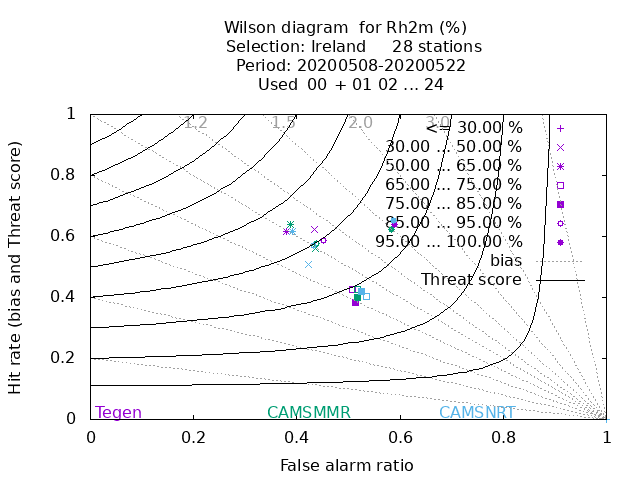 Wilson diagram  for Rh2m (%)
Selection: Ireland     28 stations
Period: 20200508-20200522
Used  00 + 01 02 ... 24
Hit rate (bias and Threat score)
1
0.8
0.6
0.4
0.2
0
1.2 1.5 2.0 3.0
<= 30.00 %
30.00 ... 50.00 %
50.00 ... 65.00 %
65.00 ... 75.00 %
75.00 ... 85.00 %
85.00 ... 95.00 %
95.00 ... 100.00 %
bias
Threat score
Tegen CAMSMMR CAMSNRT
0 0.2 0.4 0.6 0.8 1
False alarm ratio